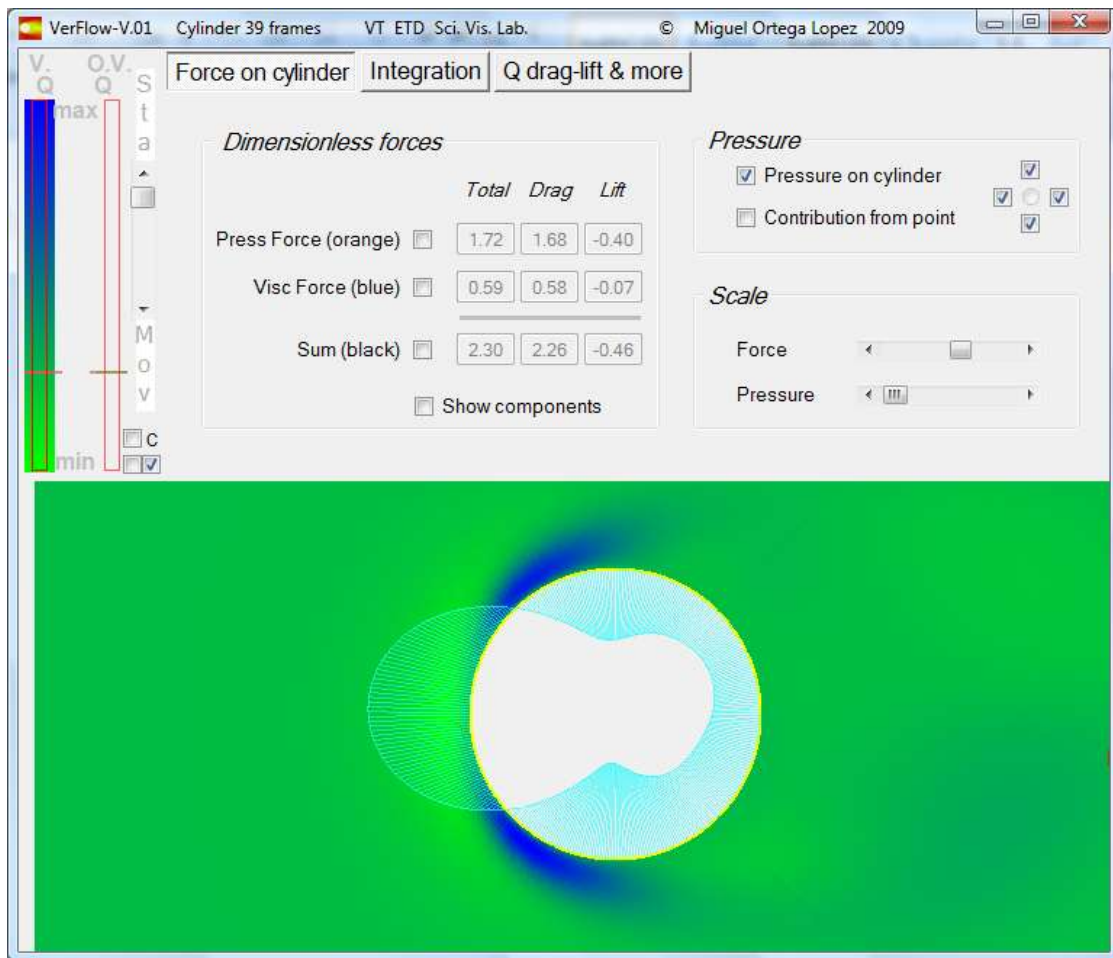 VerFlow-V.01 Cylinder 39 frames VT ETD Sci. Vis. Lab. © Miguel Ortega Lopez 2009
V. O.V.
Q Q
max
min
Sta
Mov
C
Force on cylinder Integration Q drag-lift & more
Dimensionless forces
Total Drag Lift
Press Force (orange) 1.72 1.68 -0.40
Visc Force (blue) 0.59 0.58 -0.07
Sum (black) 2.30 2.26 -0.46
Show components
Pressure
Pressure on cylinder
Contribution from point
Scale
Force
Pressure